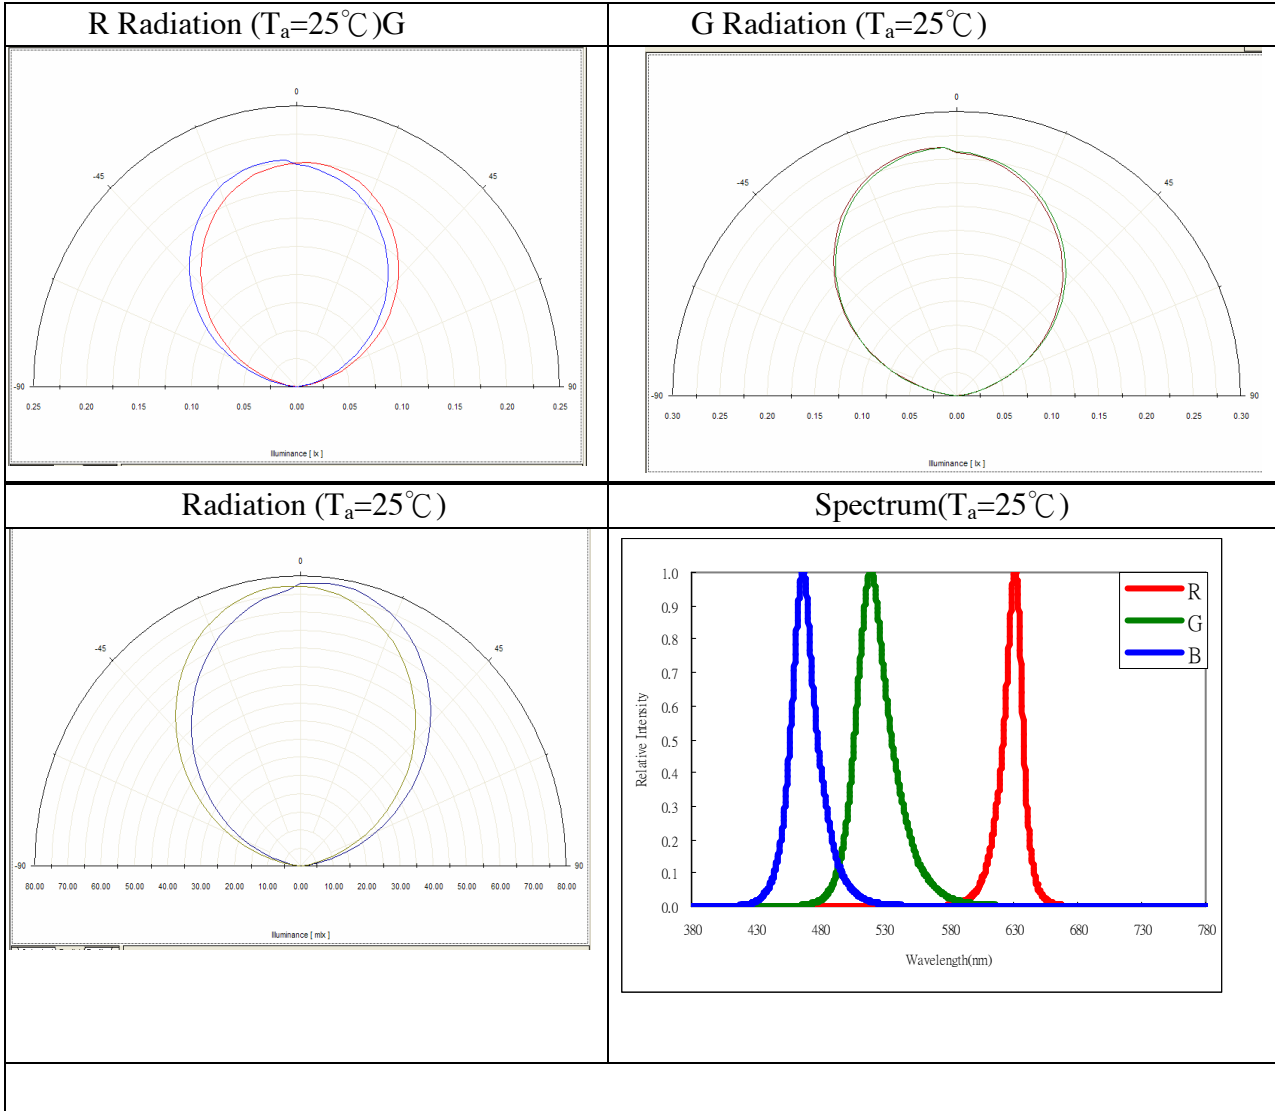 R Radiation (Ta=25℃)G
G Radiation (Ta=25℃)
0
-45
45
-90
90
0.25 0.20 0.15 0.10 0.05 0.00 0.05 0.10 0.15 0.20 0.25
Illuminance [ lx ]
0
-45
45
-90
90
0.30 0.25 0.20 0.15 0.10 0.05 0.00 0.05 0.10 0.15 0.20 0.25 0.30
Illuminance [ lx ]
Radiation (Ta=25℃)
Spectrum(Ta=25℃)
0
-45
45
-90
90
80.00 70.00 60.00 50.00 40.00 30.00 20.00 10.00 0.00 10.00 20.00 30.00 40.00 50.00 60.00 70.00 80.00
Illuminance [ mlx ]
1.0
0.9
0.8
0.7
0.6
0.5
0.4
0.3
0.2
0.1
0.0
Relative Intensity
R
G
B
380 430 480 530 580 630 680 730 780
Wavelength(nm)